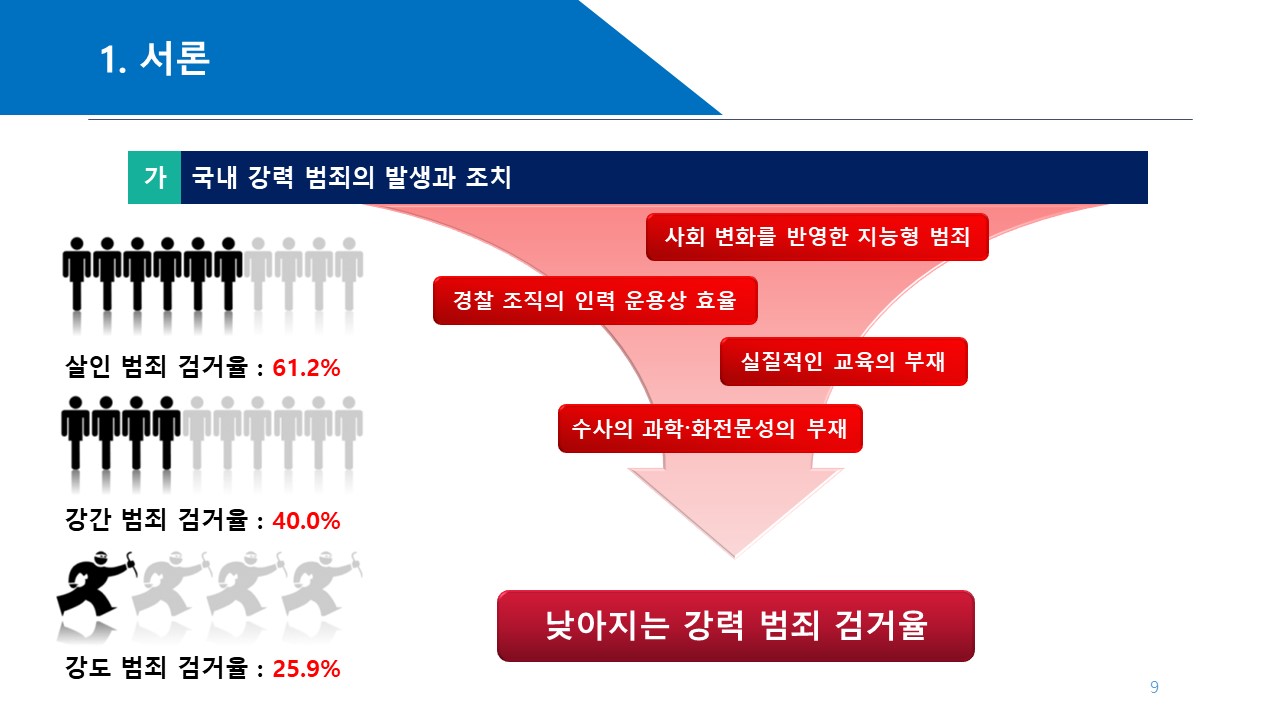 1. 서론
가 국내 강력 범죄의 발생과 조치
살인 범죄 검거율 : 61.2%
강간 범죄 검거율 : 40.0%
강도 범죄 검거율 : 25.9%
사회 변화를 반영한 지능형 범죄
경찰 조직의 인력 운용상 효율
실질적인 교육의 부재
수사의 과학·화전문성의 부재
낮아지는 강력 범죄 검거율
9